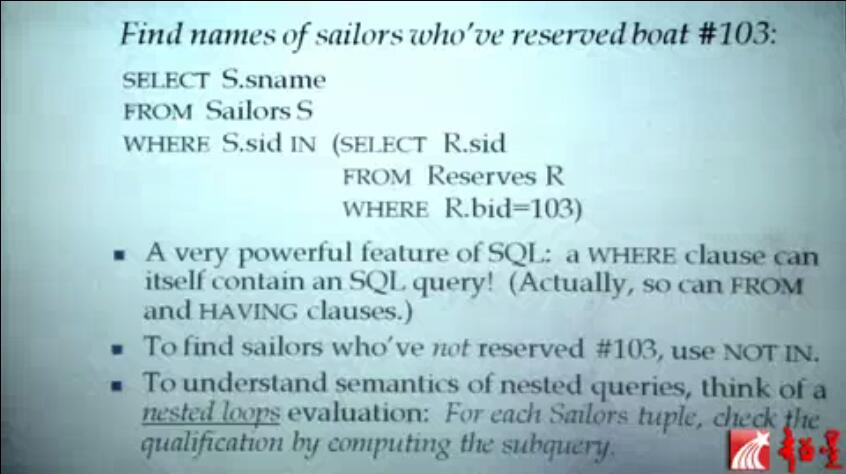 Find names of sailors who've reserved boat #103:
SELECT S.sname
FROM Sailors S
WHERE S.sid IN (SELECT R.sid
FROM Reserves R
WHERE R.bid=103)
▪ A very powerful feature of SQL: a WHERE clause can
itself contain an SQL query! (Actually, so can FROM
and HAVING clauses.)
▪ To find sailors who've not reserved #103, use NOT IN.
▪ To understand semantics of nested queries, think of a
nested loops evaluation: For each Sailors tuple, check the
qualification by computing the subquery.